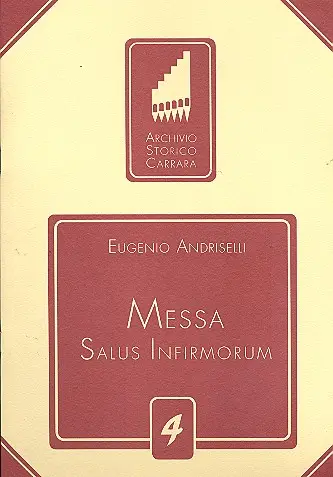 ARCHIVIO
STORICO
CARRARA
EUGENIO ANDRISELLI
MESSA
SALUS INFIRMORUM
4